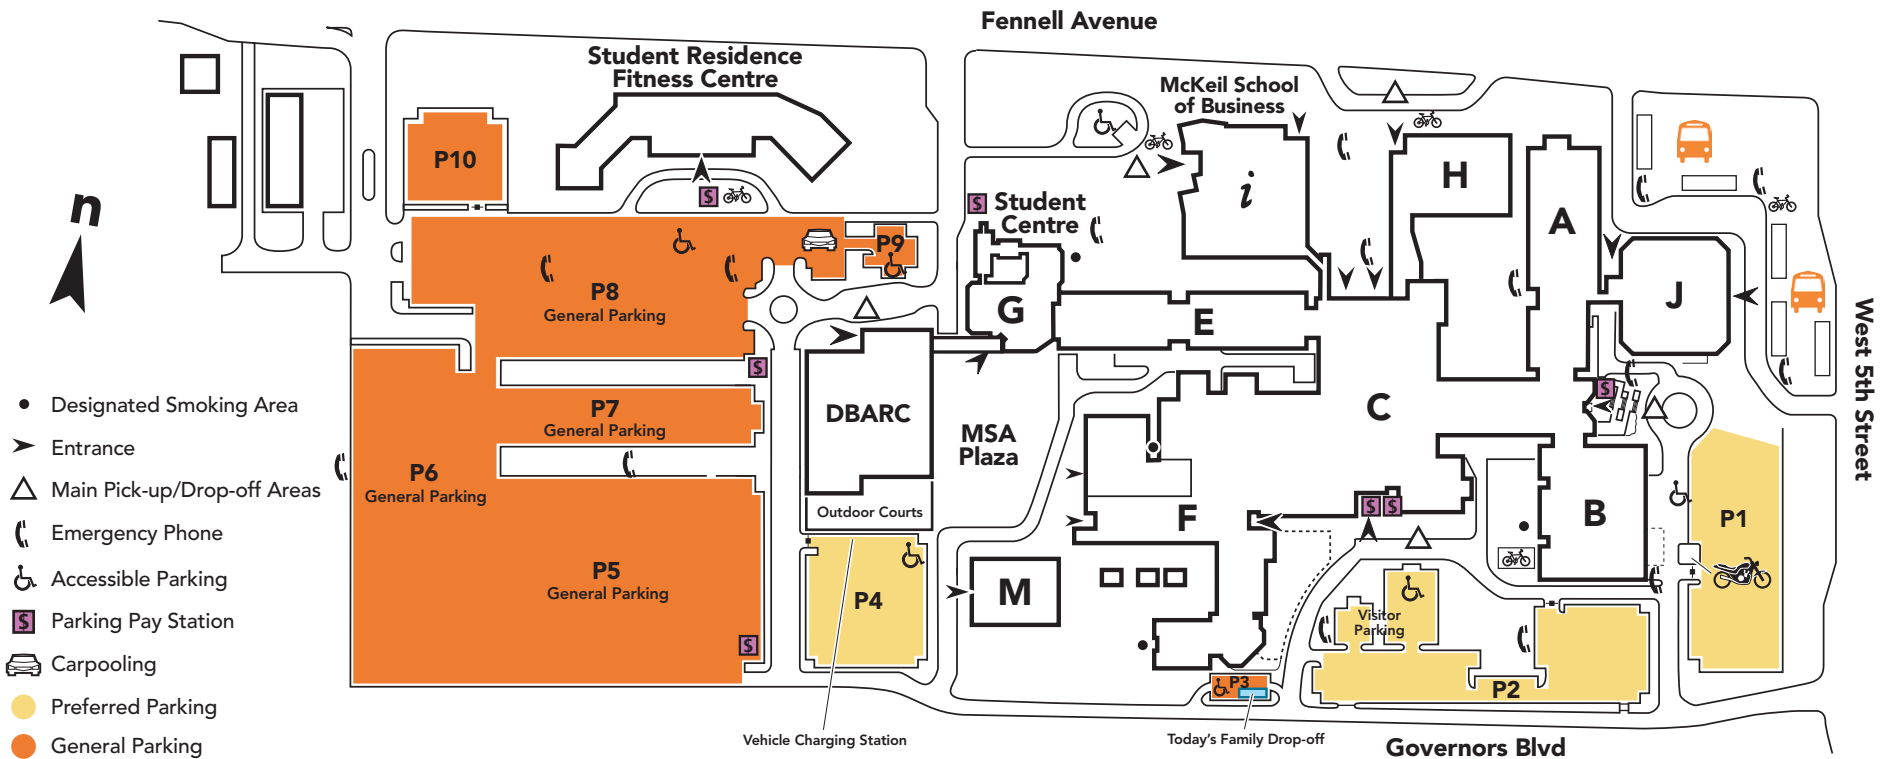 Fennell Avenue
Student Residence
Fitness Centre
McKeil School
of Business
P10
H
i
A
n
$
Student
Centre
$
P9
P8
General Parking
G
E
J
West 5th Street
$
$
Designated Smoking Area
P7
General Parking
DBARC
C
MSA
Plaza
Entrance
P6
General Parking
Main Pick-up/Drop-off Areas
Outdoor Courts
F
$ $
B
P1
Emergency Phone
P5
General Parking
Accessible Parking
P4
M
Visitor
Parking
$ Parking Pay Station
$
Carpooling
P3
P2
Preferred Parking
General Parking
Vehicle Charging Station
Today's Family Drop-off
Governors Blvd